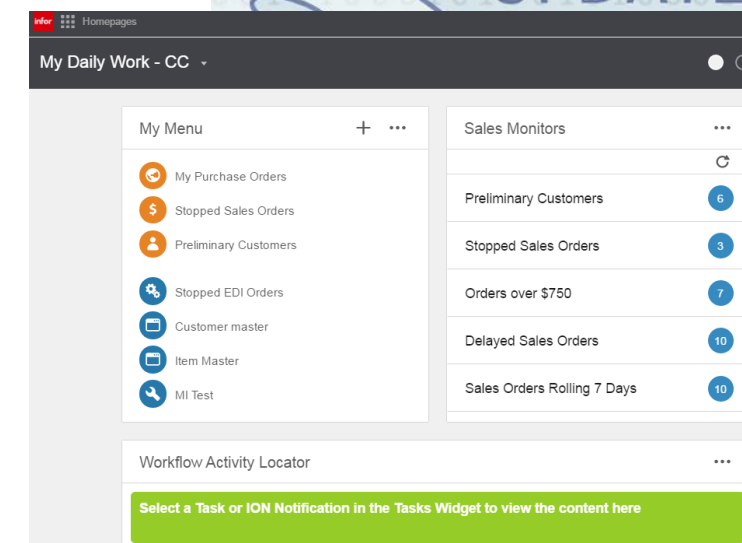 infor Homepages
My Daily Work - CC
My Menu
My Purchase Orders
Stopped Sales Orders
Preliminary Customers
Stopped EDI Orders
Customer master
Item Master
MI Test
Sales Monitors
Preliminary Customers 6
Stopped Sales Orders 3
Orders over $750 7
Delayed Sales Orders 10
Sales Orders Rolling 7 Days 10
Workflow Activity Locator
Select a Task or ION Notification in the Tasks Widget to view the content here